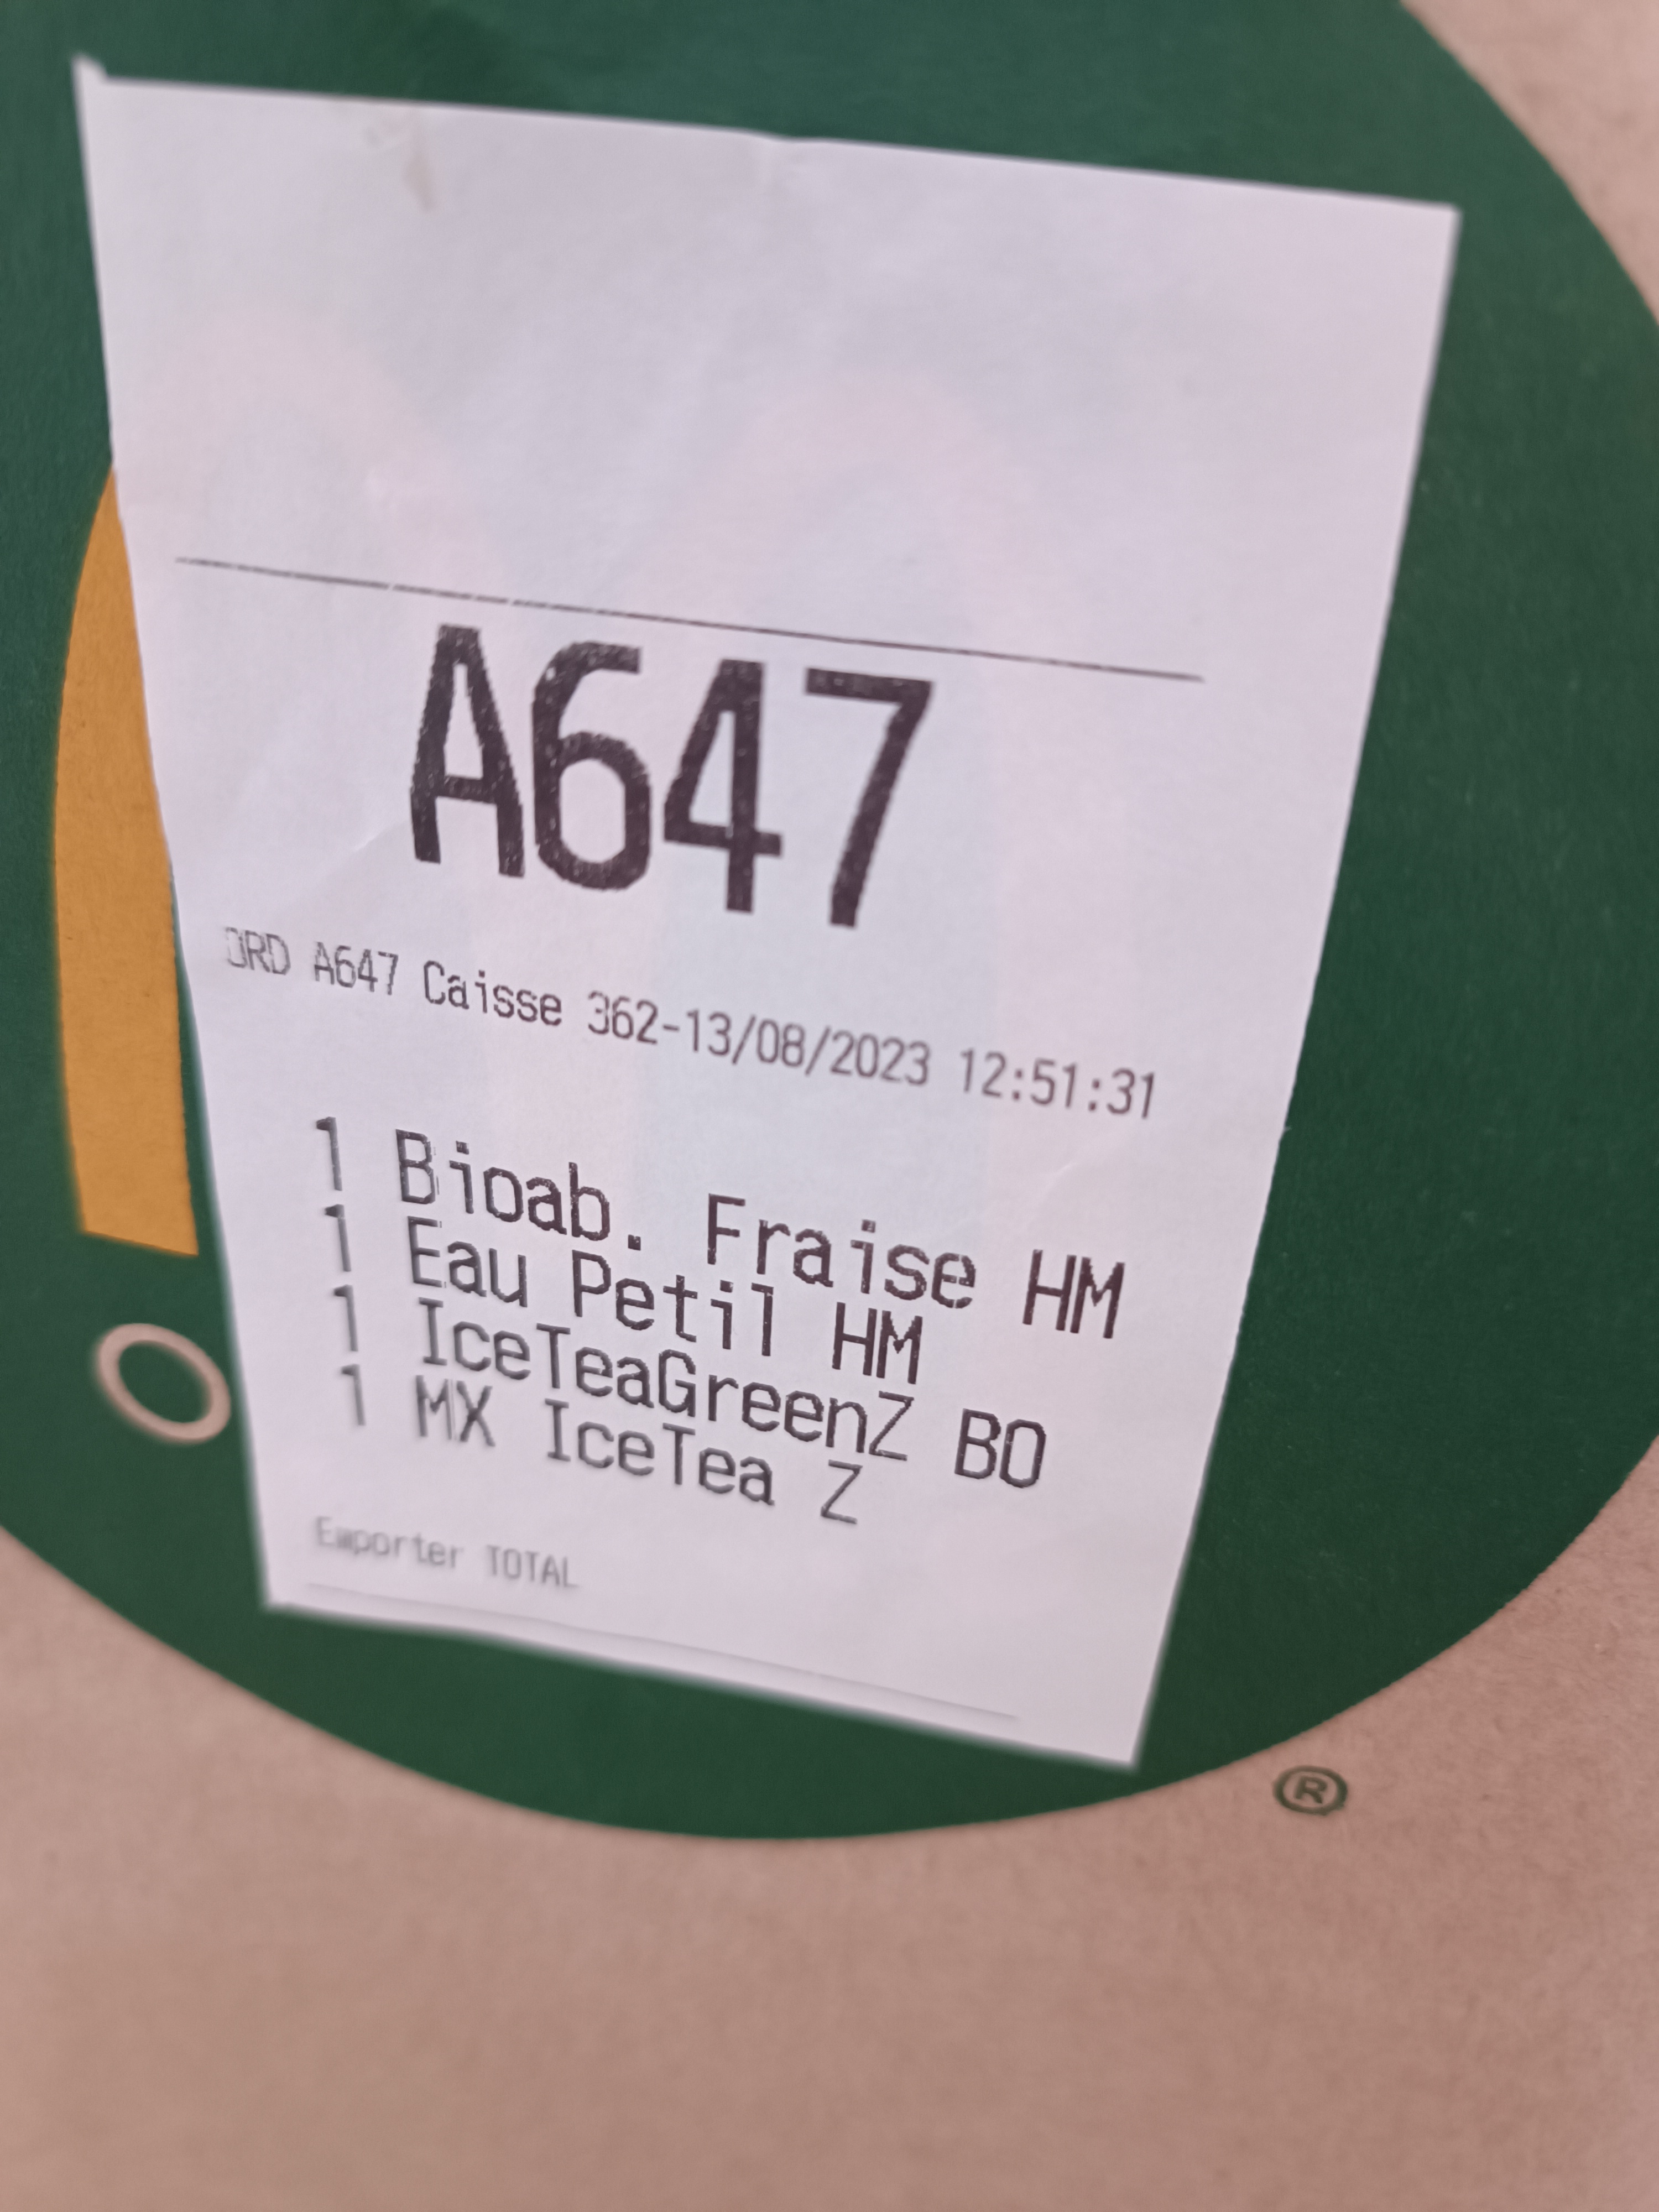 A647
ORD A647 Caisse 362-13/08/2023 12:51:31
1 Bioab. Fraise HM
1 Eau Petil HM
1 IceTeaGreenZ BO
1 MX IceTea Z
Emporter TOTAL
®